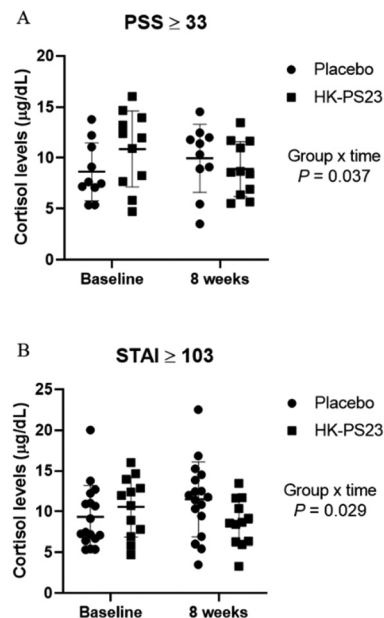 A
PSS ≥ 33
Cortisol levels (μg/dL)
20
15
10
5
0
Baseline
8 weeks
Placebo
HK-PS23
Group x time
P = 0.037
B
STAI ≥ 103
Cortisol levels (μg/dL)
25
20
15
10
5
0
Baseline
8 weeks
Placebo
HK-PS23
Group x time
P = 0.029